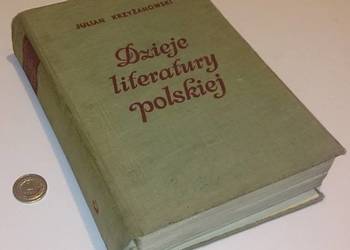 JULIAN KRZYŻANOWSKI
Dzieje
literatury
polskiej